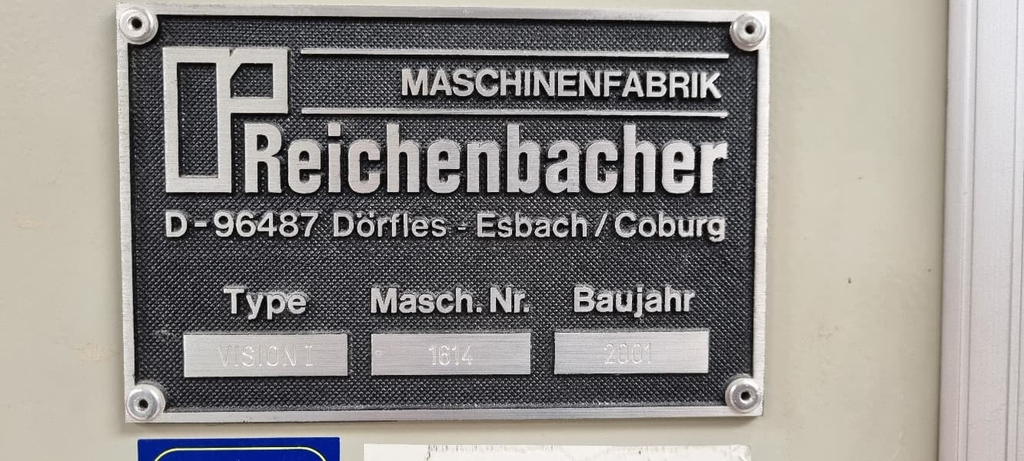 MASCHINENFABRIK
Reichenbacher
D-96487 Dörfles - Esbach / Coburg
Type Masch. Nr. Baujahr
VISION I 1614 2001